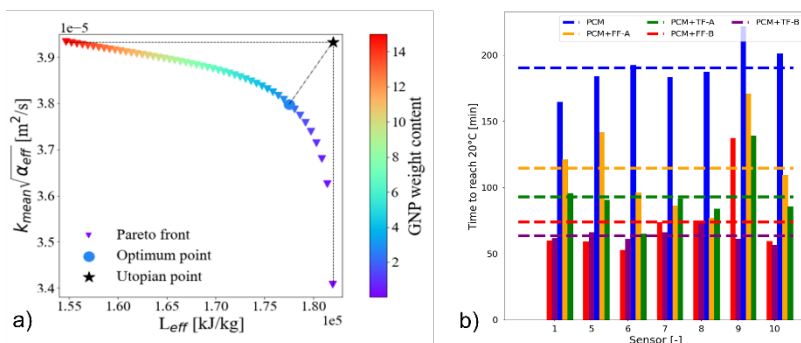 1e−5
3.9
3.8
3.7
3.6
3.5
3.4
k_mean√α_eff [m²/s]
Pareto front
Optimum point
Utopian point
1.55
1.60
1.65
1.70
1.75
1.80
1e5
L_eff [kJ/kg]
14
12
10
8
6
4
2
GNP weight content
a)
PCM
PCM+FF-A
PCM+TF-A
PCM+FF-B
PCM+TF-B
200
150
100
50
0
Time to reach 20°C [min]
1
5
6
7
8
9
10
Sensor [-]
b)